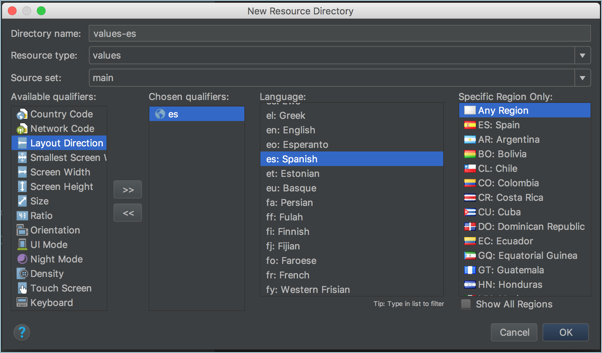 New Resource Directory
Directory name: values-es
Resource type: values
Source set: main
Available qualifiers:
Country Code
Network Code
Layout Direction
Smallest Screen W
Screen Width
Screen Height
Size
Ratio
Orientation
UI Mode
Night Mode
Density
Touch Screen
Keyboard
>>
<<
Chosen qualifiers:
es
Language:
el: Greek
en: English
eo: Esperanto
es: Spanish
et: Estonian
eu: Basque
fa: Persian
ff: Fulah
fi: Finnish
fj: Fijian
fo: Faroese
fr: French
fy: Western Frisian
Tip: Type in list to filter
Specific Region Only:
Any Region
ES: Spain
AR: Argentina
BO: Bolivia
CL: Chile
CO: Colombia
CR: Costa Rica
CU: Cuba
DO: Dominican Republic
EC: Ecuador
GQ: Equatorial Guinea
GT: Guatemala
HN: Honduras
Show All Regions
?
Cancel
OK